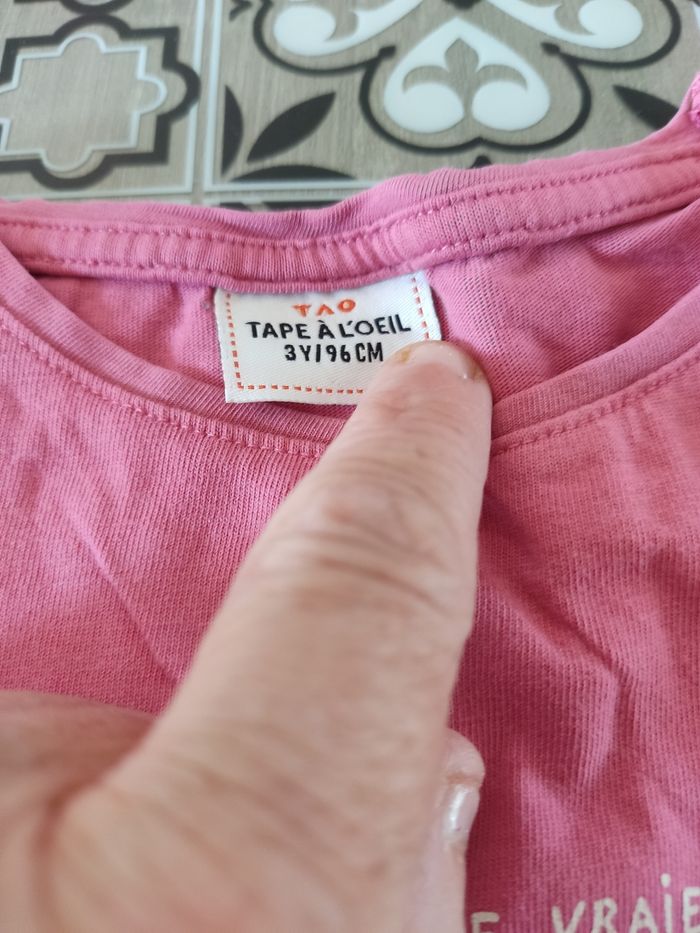 TAO
TAPE À L'OEIL
3Y/96CM
VRAIE